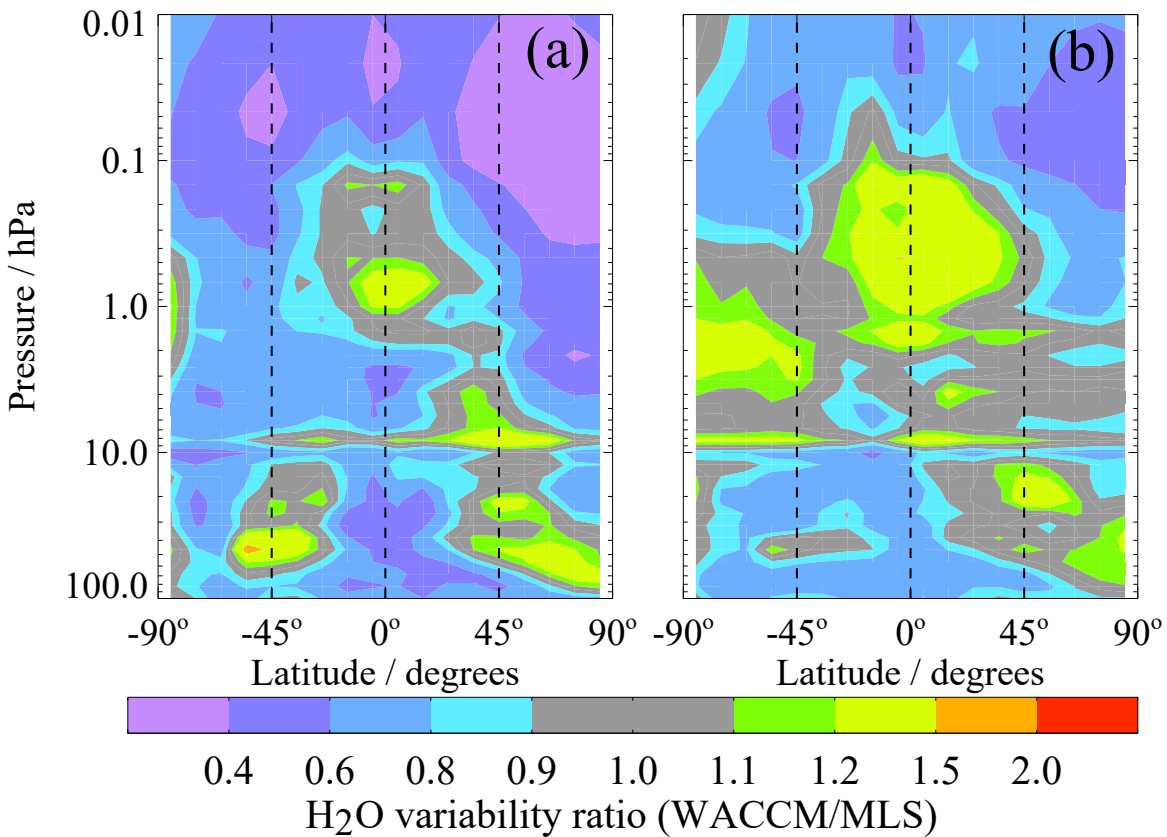 0.01
0.1
1.0
10.0
100.0
Pressure / hPa
(a)
(b)
-90º -45º 0º 45º 90º
-90º -45º 0º 45º 90º
Latitude / degrees
Latitude / degrees
0.4 0.6 0.8 0.9 1.0 1.1 1.2 1.5 2.0
H2O variability ratio (WACCM/MLS)